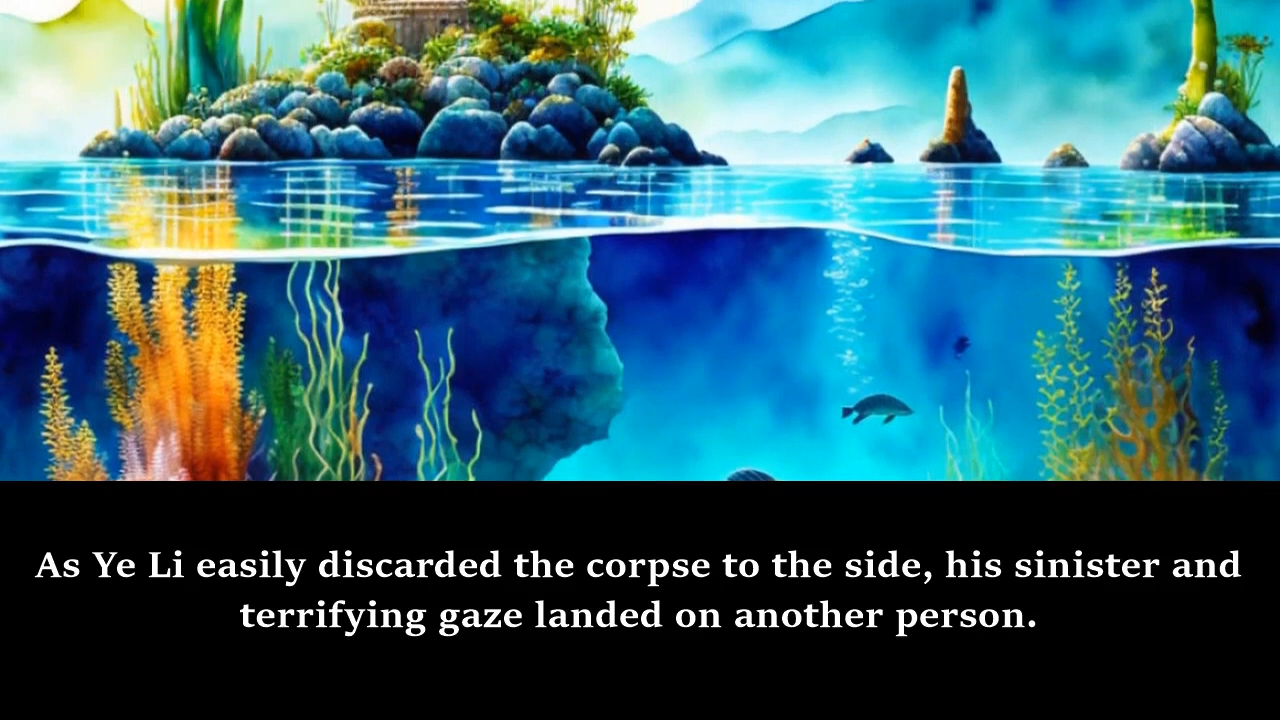 As Ye Li easily discarded the corpse to the side, his sinister and
terrifying gaze landed on another person.